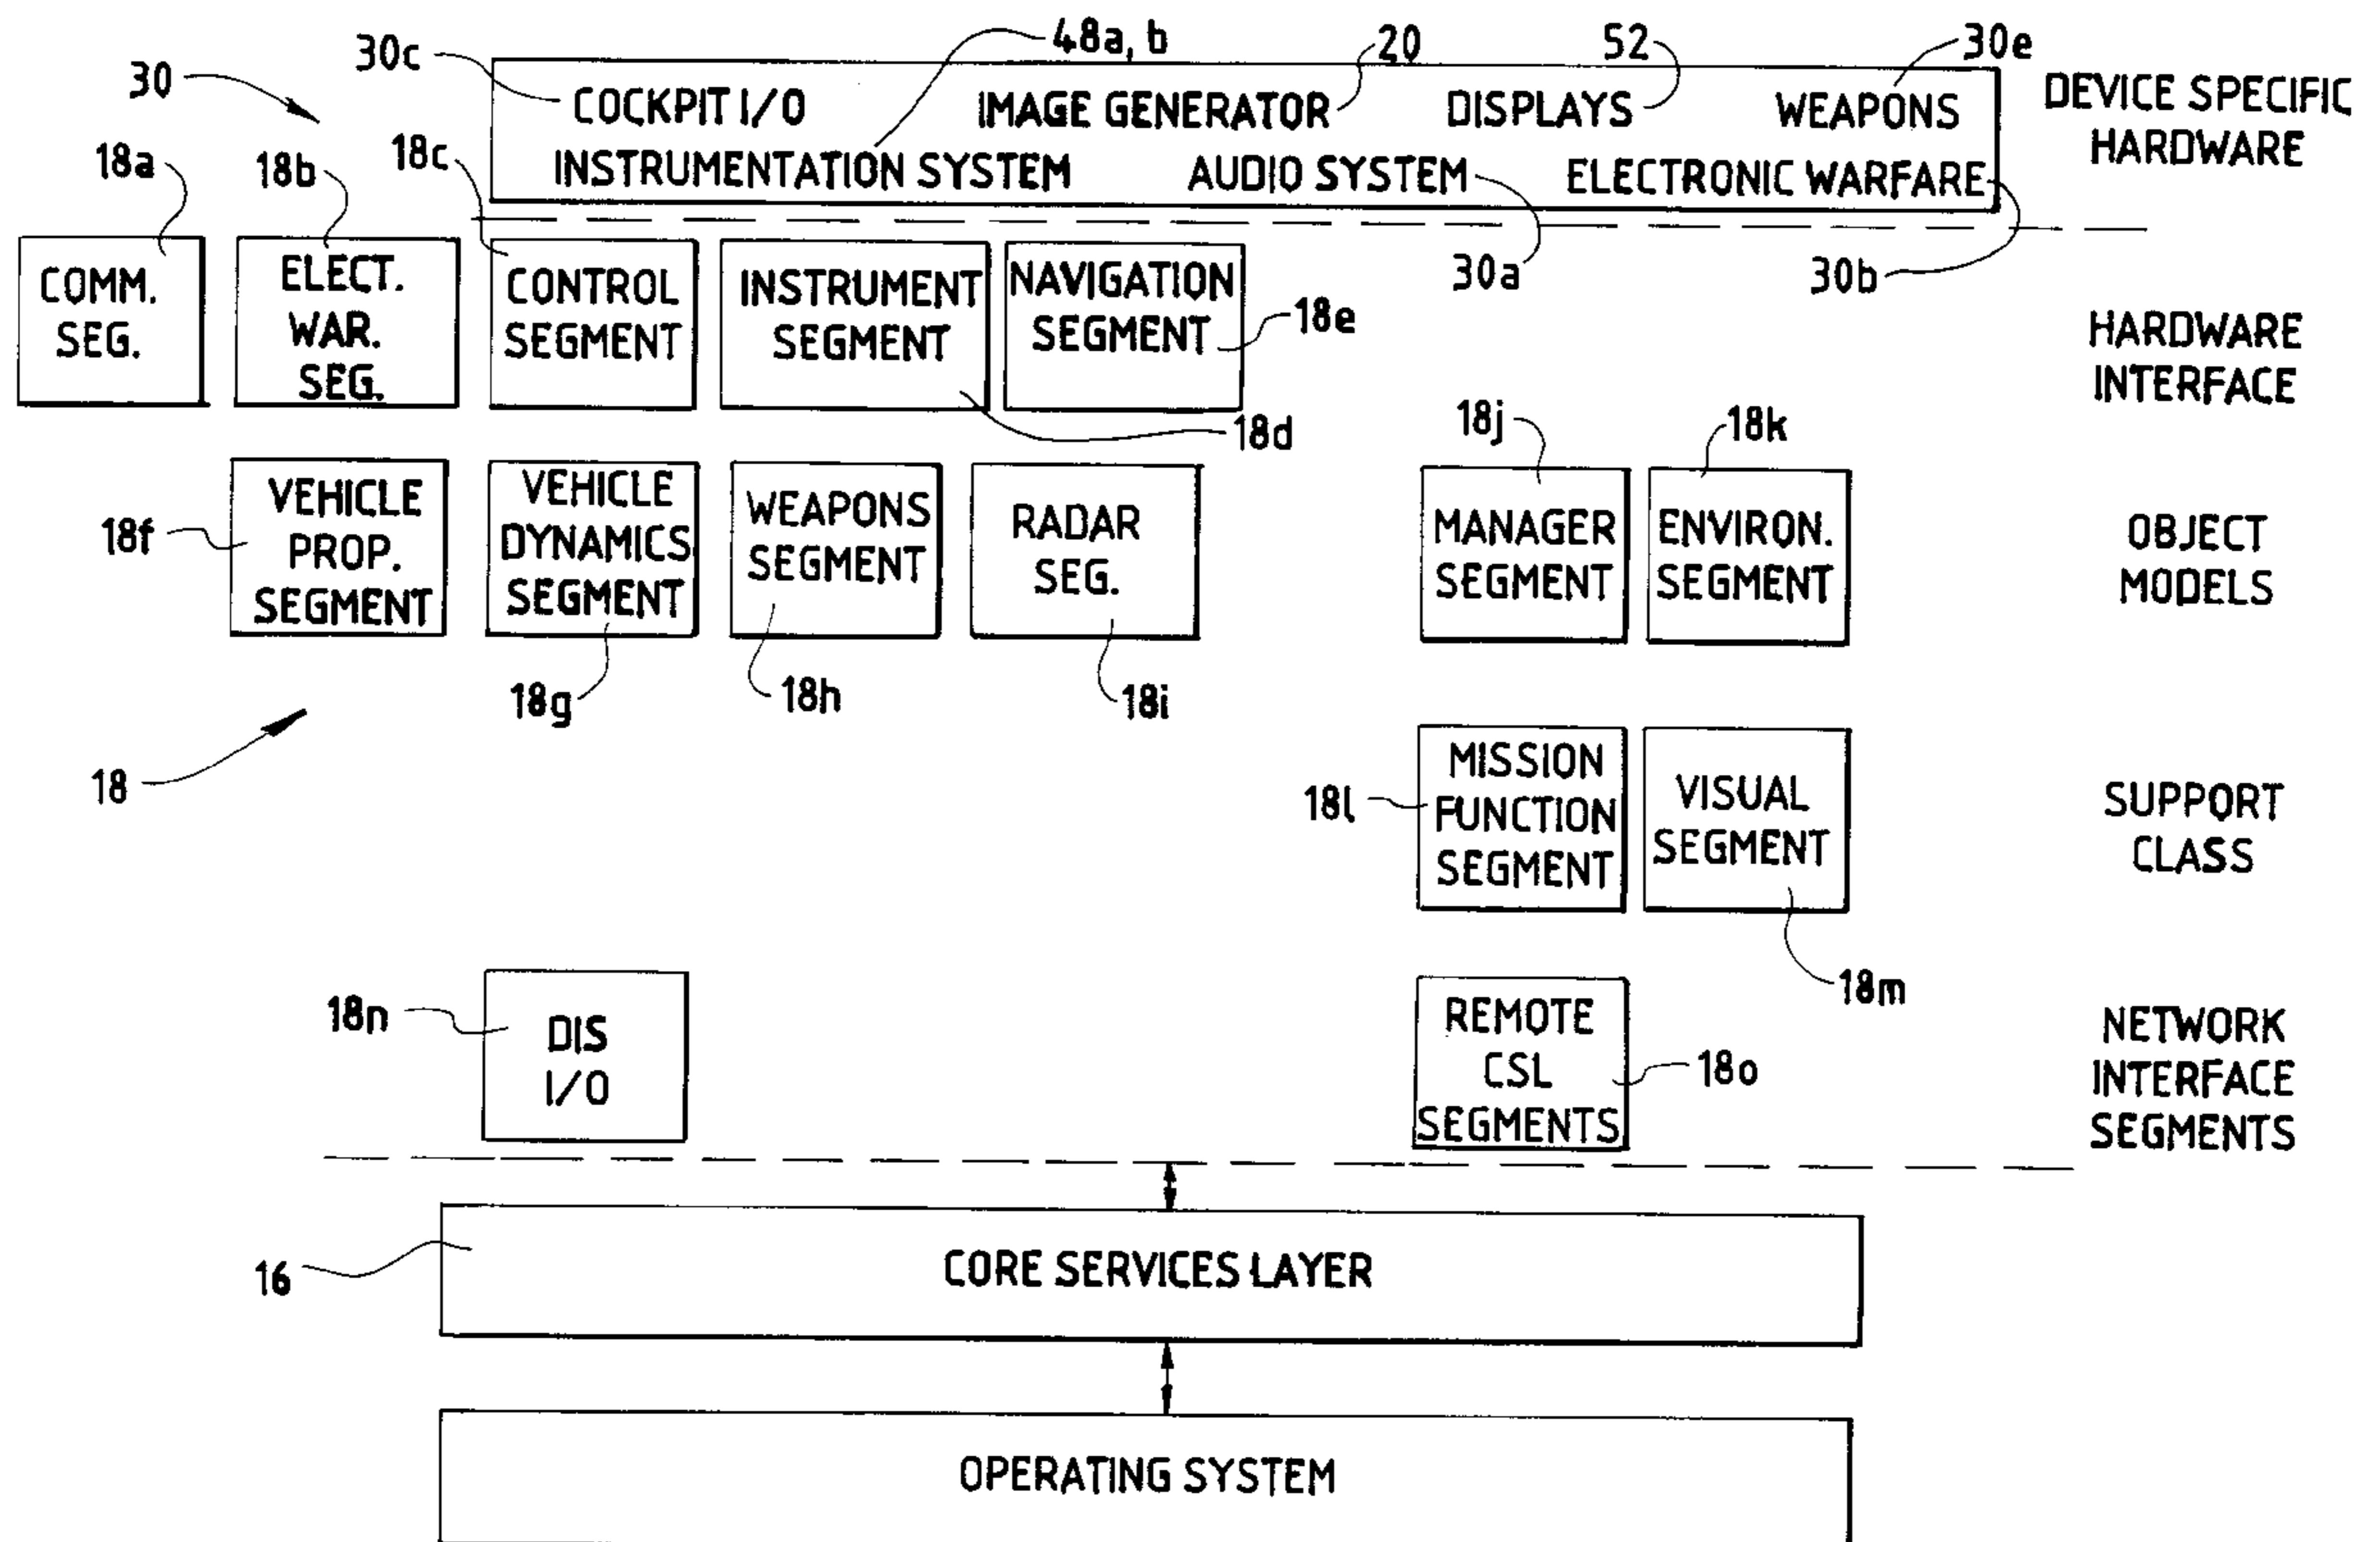 48a, b
20
52
30e
30c
30
COCKPIT I/O
IMAGE GENERATOR
DISPLAYS
WEAPONS
DEVICE SPECIFIC
HARDWARE
INSTRUMENTATION SYSTEM
AUDIO SYSTEM
ELECTRONIC WARFARE
18a
18b
18c
30a
30b
COMM.
SEG.
ELECT.
WAR.
SEG.
CONTROL
SEGMENT
INSTRUMENT
SEGMENT
NAVIGATION
SEGMENT
18e
HARDWARE
INTERFACE
18d
18j
18k
18f
VEHICLE
PROP.
SEGMENT
VEHICLE
DYNAMICS
SEGMENT
WEAPONS
SEGMENT
RADAR
SEG.
MANAGER
SEGMENT
ENVIRON.
SEGMENT
OBJECT
MODELS
18g
18h
18i
18
18l
MISSION
FUNCTION
SEGMENT
VISUAL
SEGMENT
SUPPORT
CLASS
18m
18n
DIS
I/O
REMOTE
CSL
SEGMENTS
18o
NETWORK
INTERFACE
SEGMENTS
16
CORE SERVICES LAYER
OPERATING SYSTEM